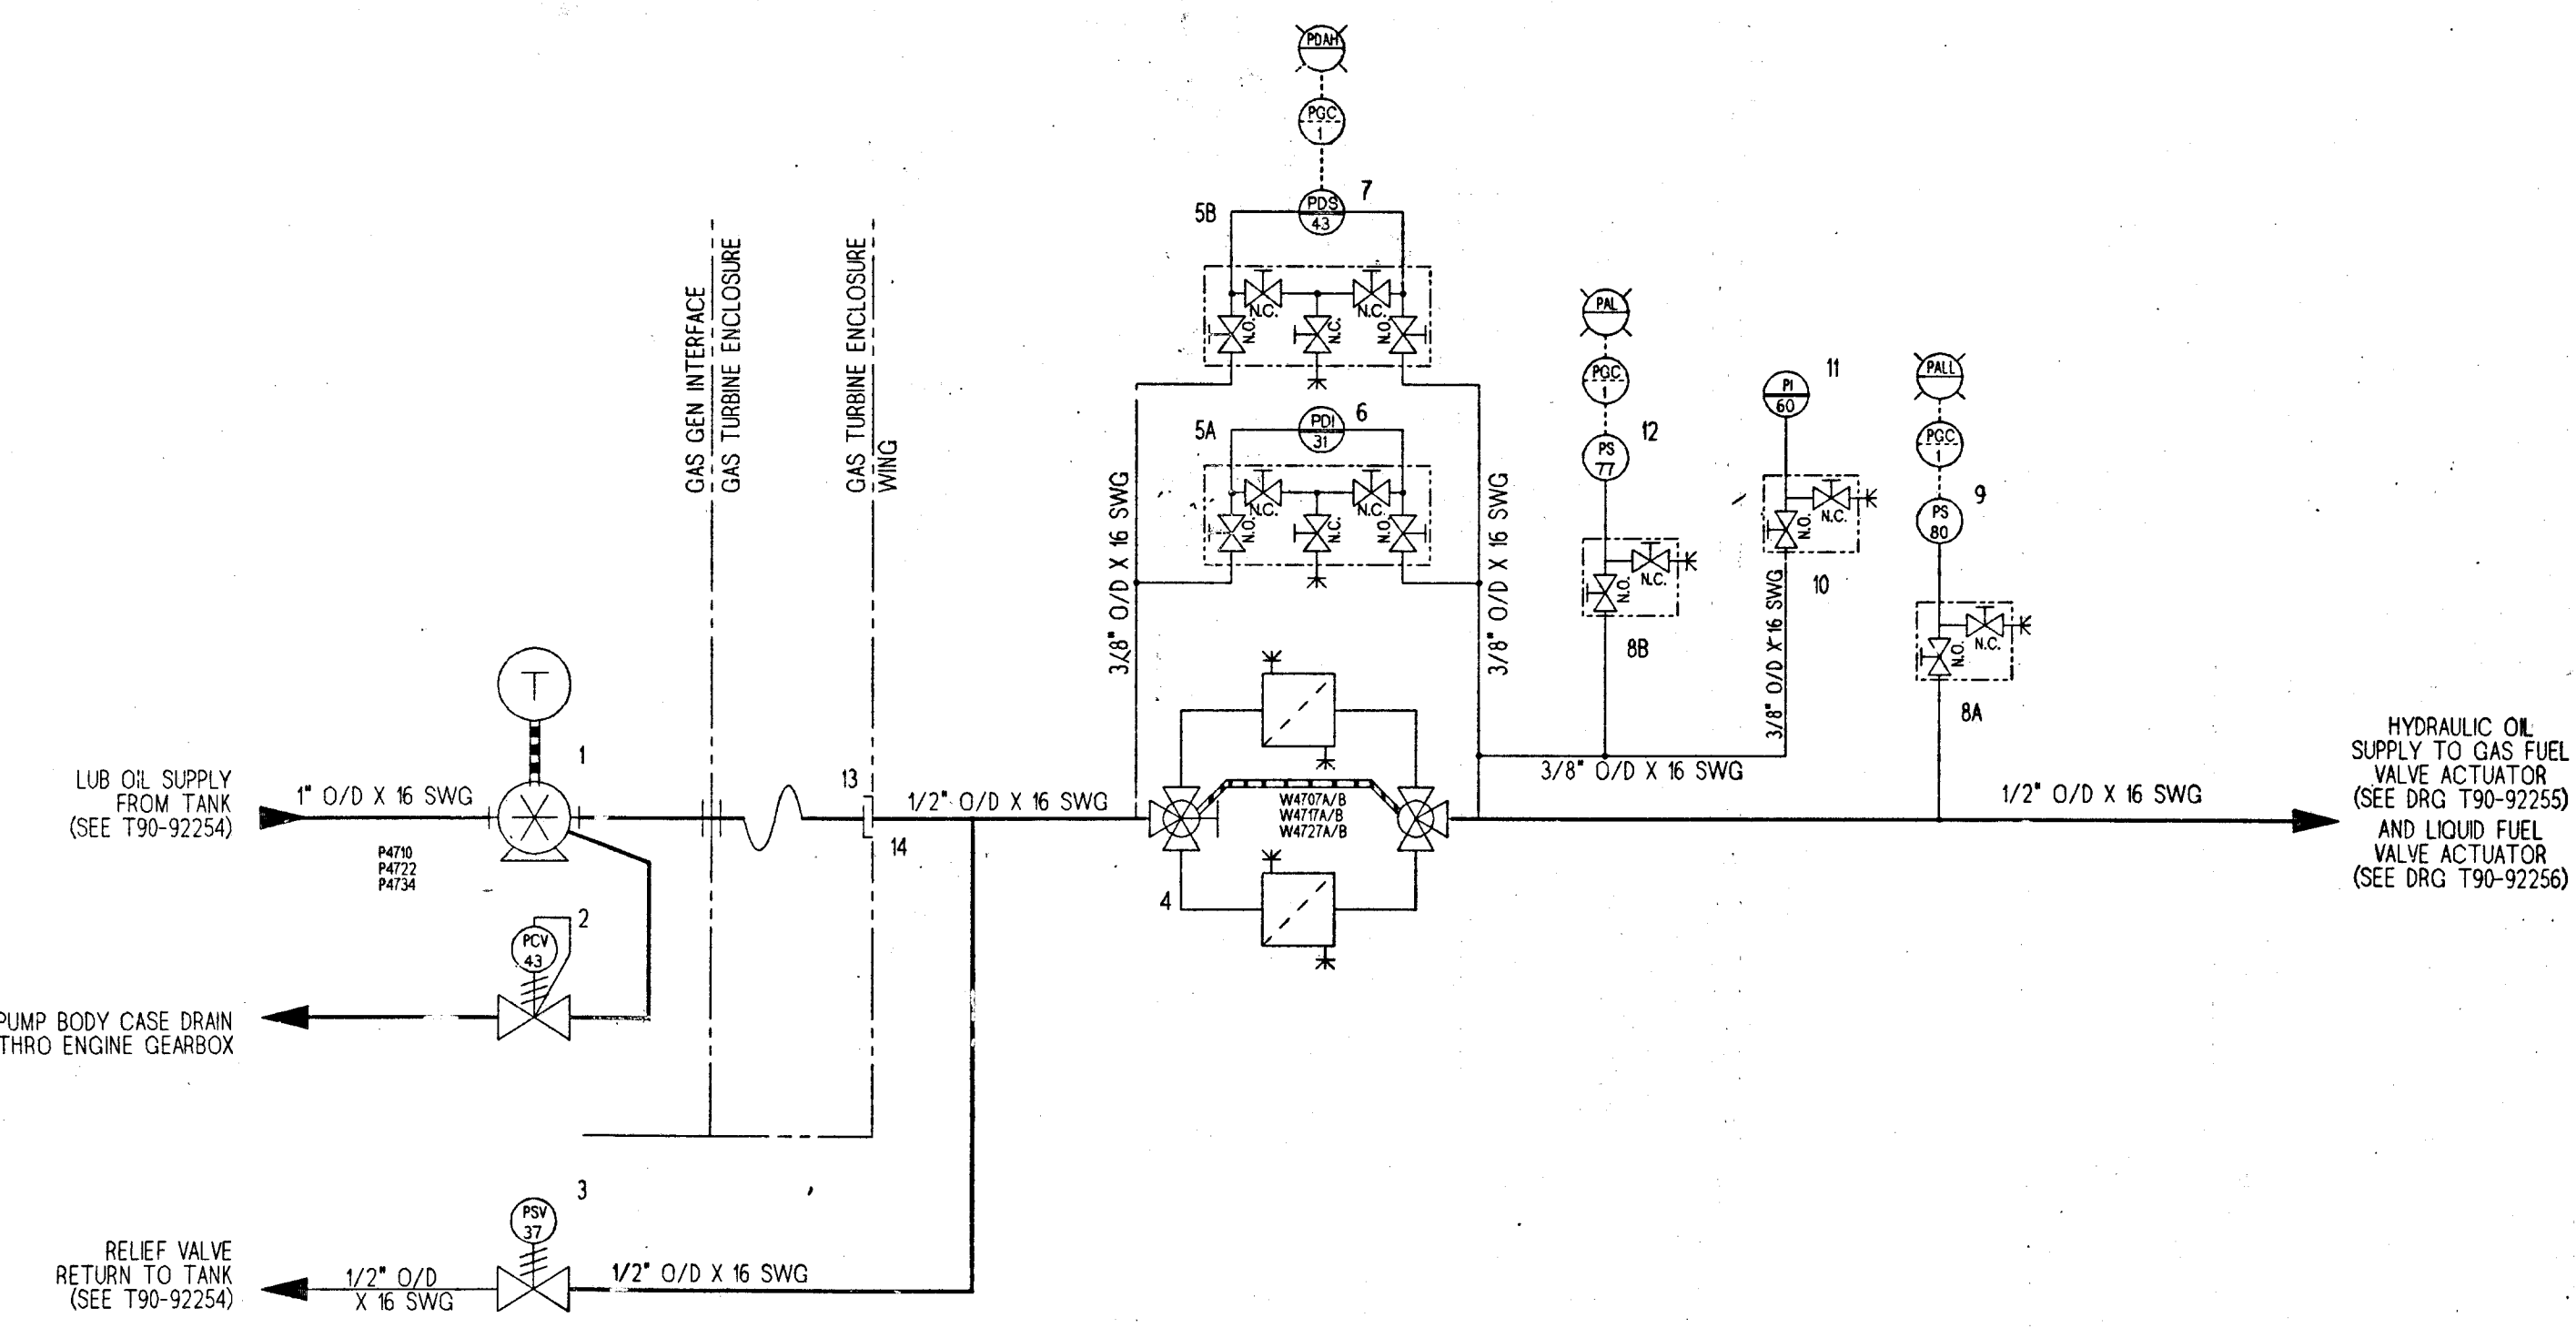 PDAH
PGC
1
PDS
43
7
5B
N.C.
N.C.
N.O.
N.C.
N.O.
PDI
31
6
5A
N.C.
N.C.
N.O.
N.C.
N.O.
GAS GEN INTERFACE
GAS TURBINE ENCLOSURE
GAS TURBINE ENCLOSURE
WING
3/8" O/D X 16 SWG
3/8" O/D X 16 SWG
PAL
PGC
1
PS
77
12
N.O.
N.C.
8B
PI
60
11
N.O.
N.C.
10
3/8" O/D X 16 SWG
PALL
PGC
1
PS
80
9
N.O.
N.C.
8A
3/8" O/D X 16 SWG
T
1
LUB OIL SUPPLY
FROM TANK
(SEE T90-92254)
1" O/D X 16 SWG
P4710
P4722
P4734
13
14
1/2" O/D X 16 SWG
W4707A/B
W4717A/B
W4727A/B
4
1/2" O/D X 16 SWG
HYDRAULIC OIL
SUPPLY TO GAS FUEL
VALVE ACTUATOR
(SEE DRG T90-92255)
AND LIQUID FUEL
VALVE ACTUATOR
(SEE DRG T90-92256)
PCV
43
2
PUMP BODY CASE DRAIN
THRO ENGINE GEARBOX
PSV
37
3
RELIEF VALVE
RETURN TO TANK
(SEE T90-92254)
1/2" O/D
X 16 SWG
1/2" O/D X 16 SWG